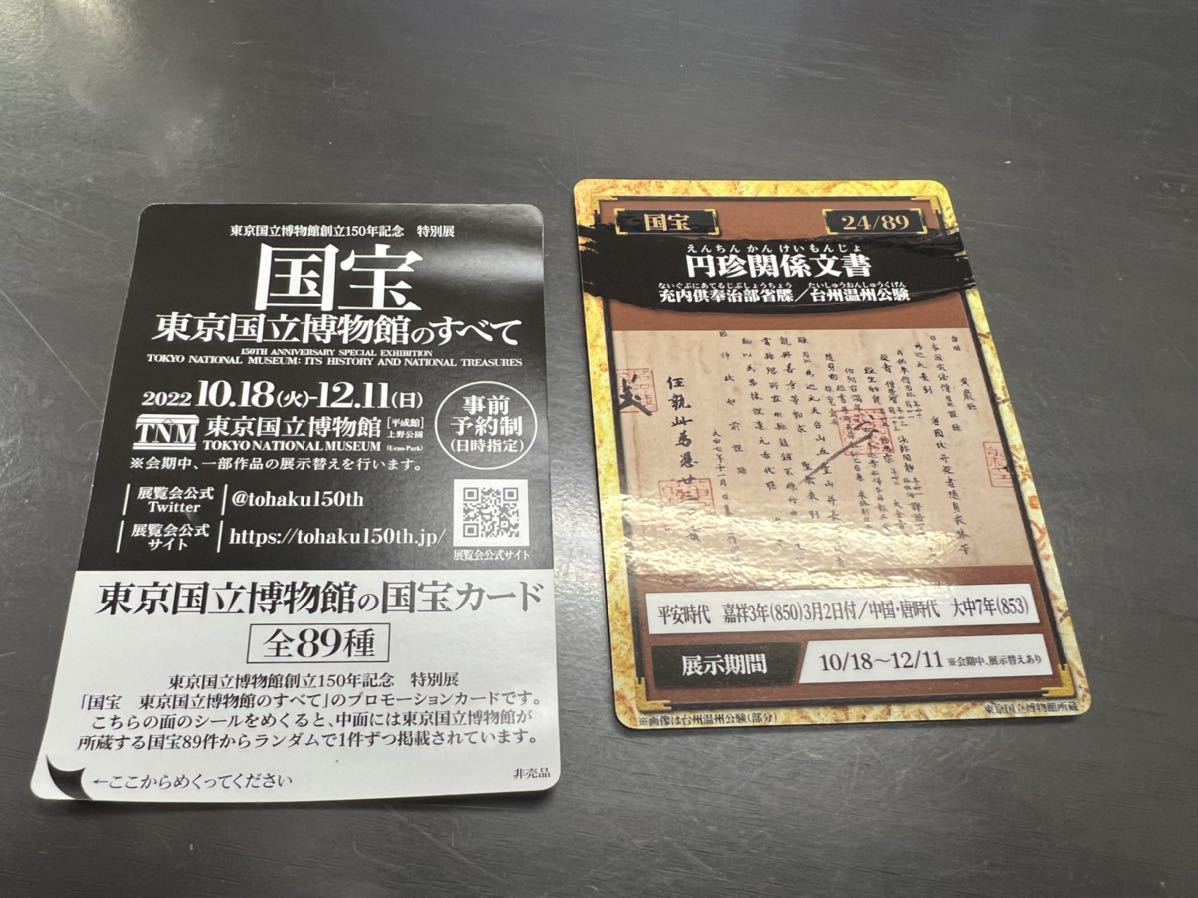 東京国立博物館創立150年記念 特別展
国宝
東京国立博物館のすべて
150TH ANNIVERSARY SPECIAL EXHIBITION
TOKYO NATIONAL MUSEUM: ITS HISTORY AND NATIONAL TREASURES
2022 10.18(火)-12.11(日)
事前
予約制
(日時指定)
TNM
東京国立博物館 [平成館]
上野公園
TOKYO NATIONAL MUSEUM (Ueno Park)
※会期中、一部作品の展示替えを行います。
展覧会公式
Twitter
@tohaku150th
展覧会公式
サイト
https://tohaku150th.jp/
展覧会公式サイト
東京国立博物館の国宝カード
全89種
東京国立博物館創立150年記念 特別展
「国宝 東京国立博物館のすべて」のプロモーションカードです。
こちらの面のシールをめくると、中面には東京国立博物館が
所蔵する国宝89件からランダムで1件ずつ掲載されています。
←ここからめくってください
非売品
国宝
24/89
えんちんかんけいもんじょ
円珍関係文書
ないぐぶにあてるじぶしょうちょう たいしゅうおんしゅうくげん
充内供奉治部省牒/台州温州公験
平安時代 嘉祥3年(850)3月2日付/中国・唐時代 大中7年(853)
展示期間
10/18〜12/11 ※会期中、展示替えあり
※画像は台州温州公験(部分)
東京国立博物館所蔵